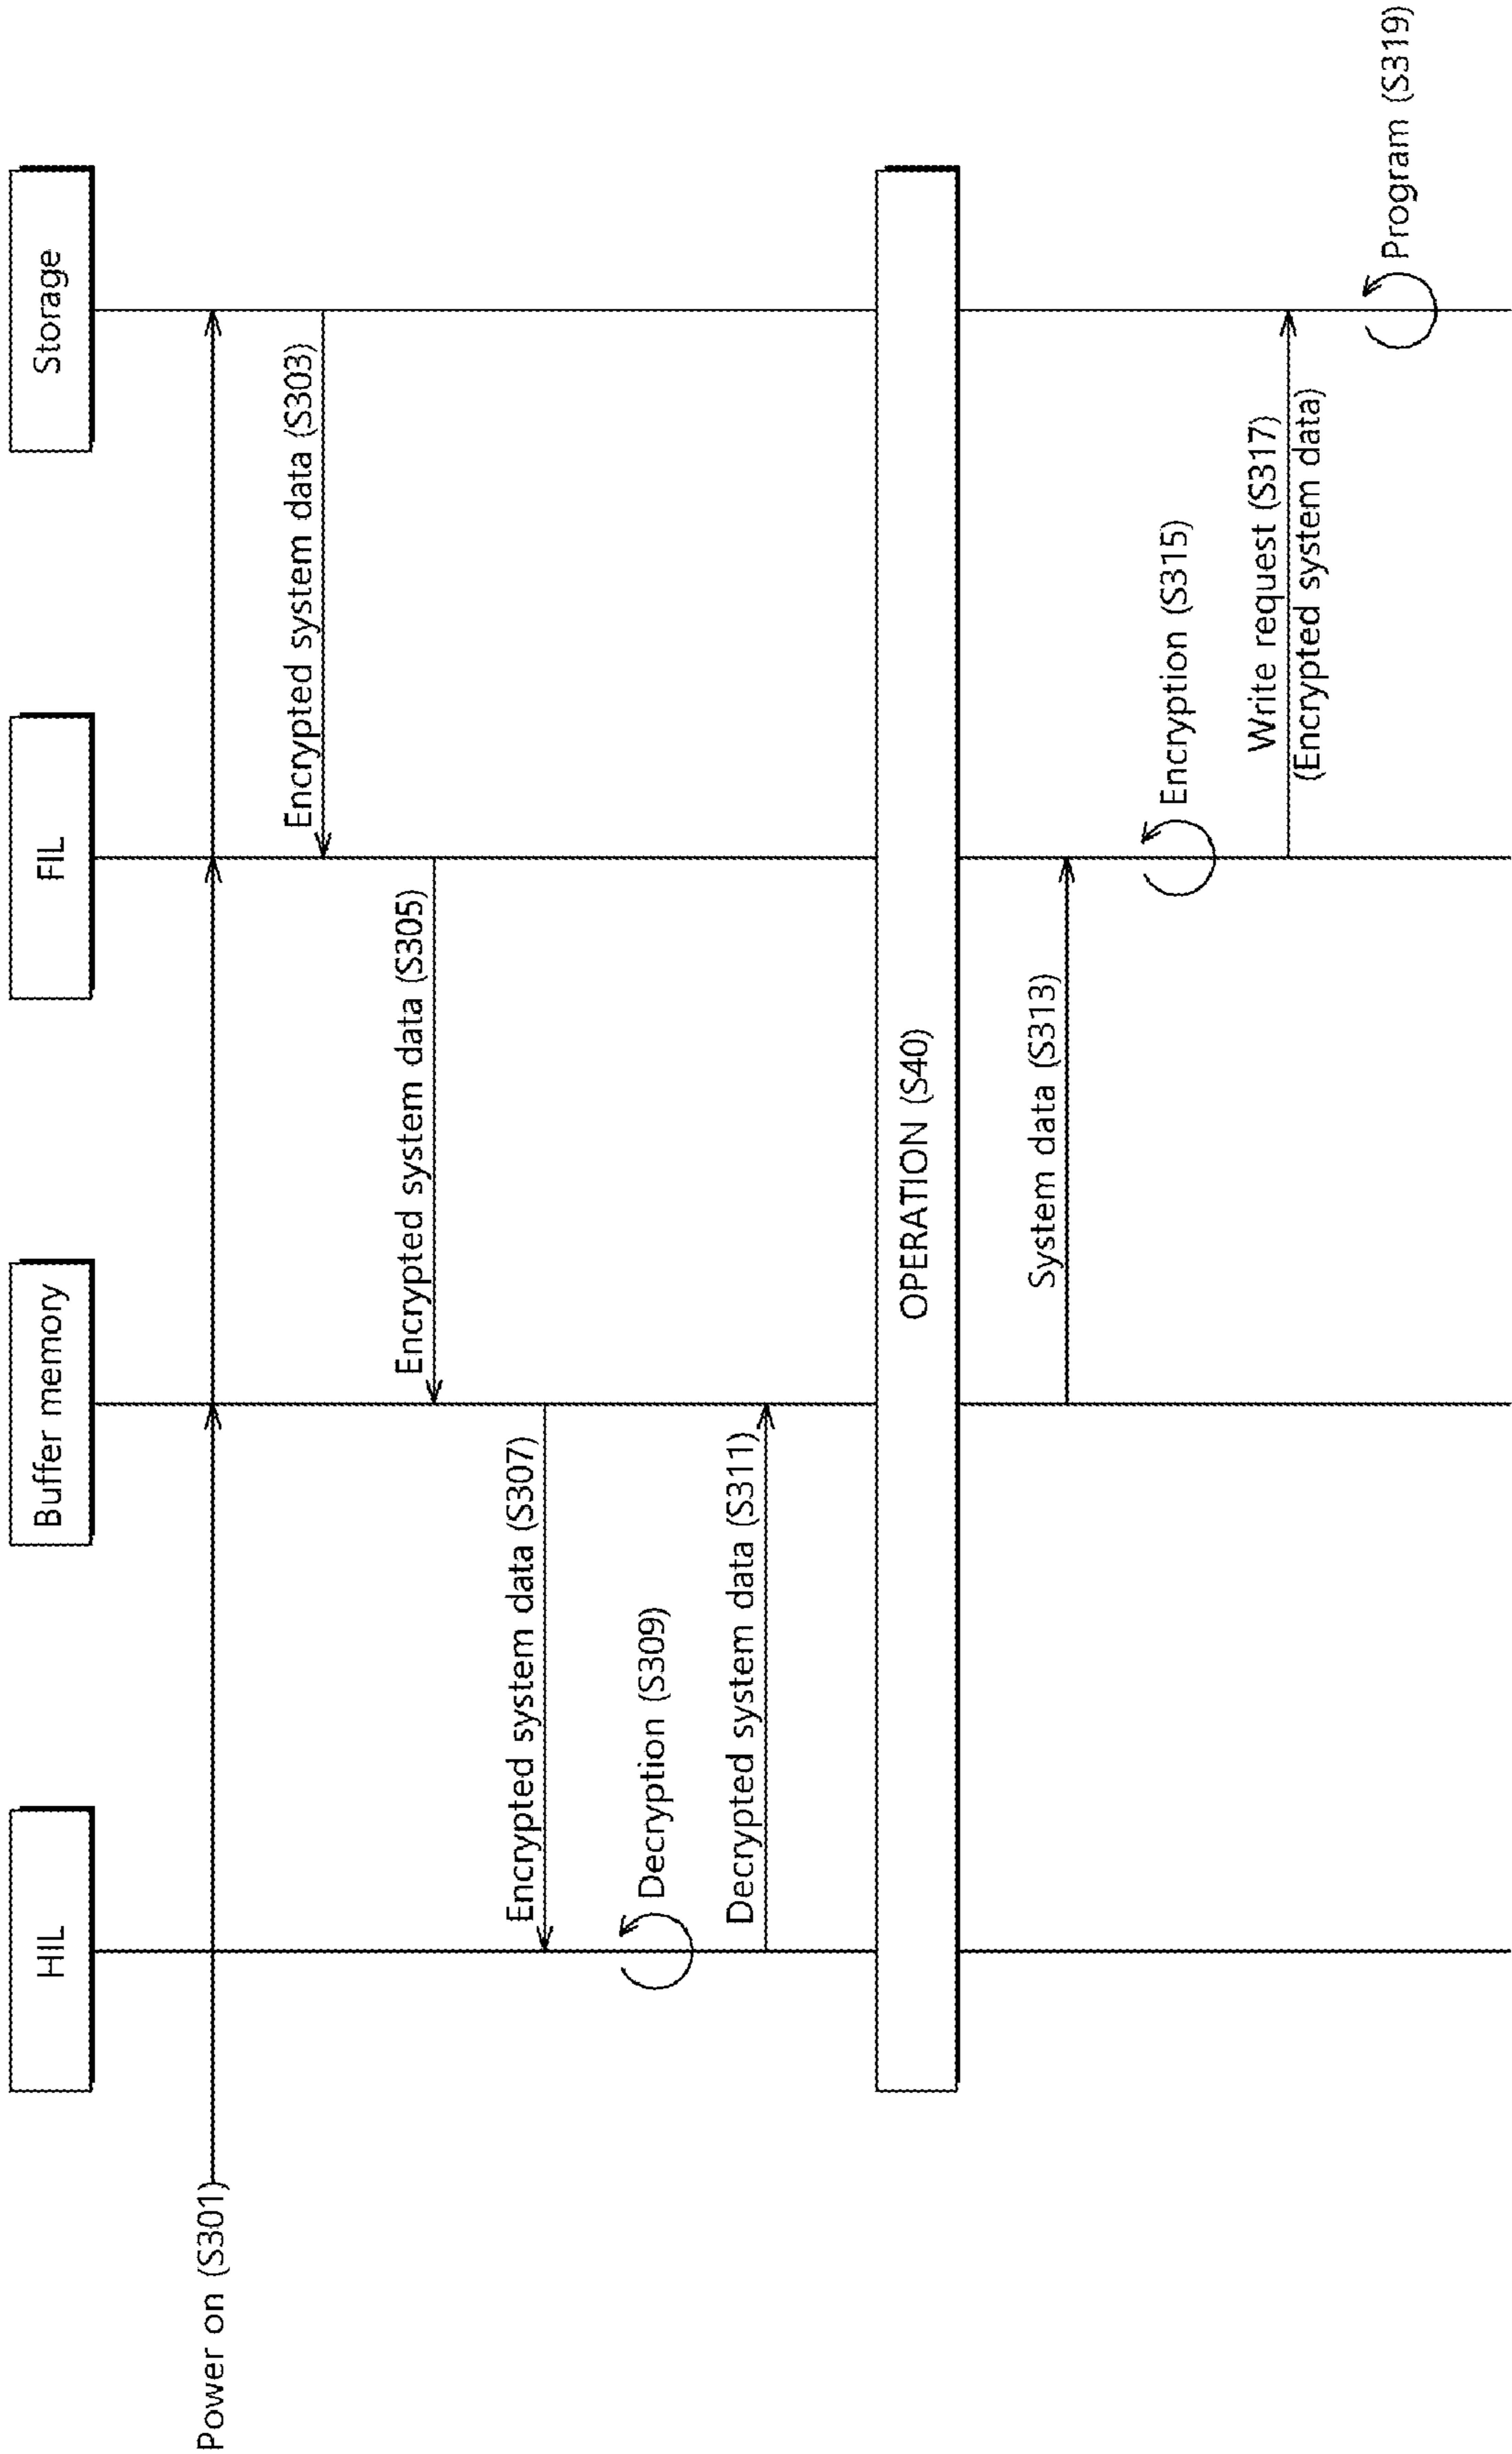 HIL
Buffer memory
FIL
Storage
Power on (S301)
Encrypted system data (S303)
Encrypted system data (S305)
Encrypted system data (S307)
Decryption (S309)
Decrypted system data (S311)
OPERATION (S40)
System data (S313)
Encryption (S315)
Write request (S317)
(Encrypted system data)
Program (S319)